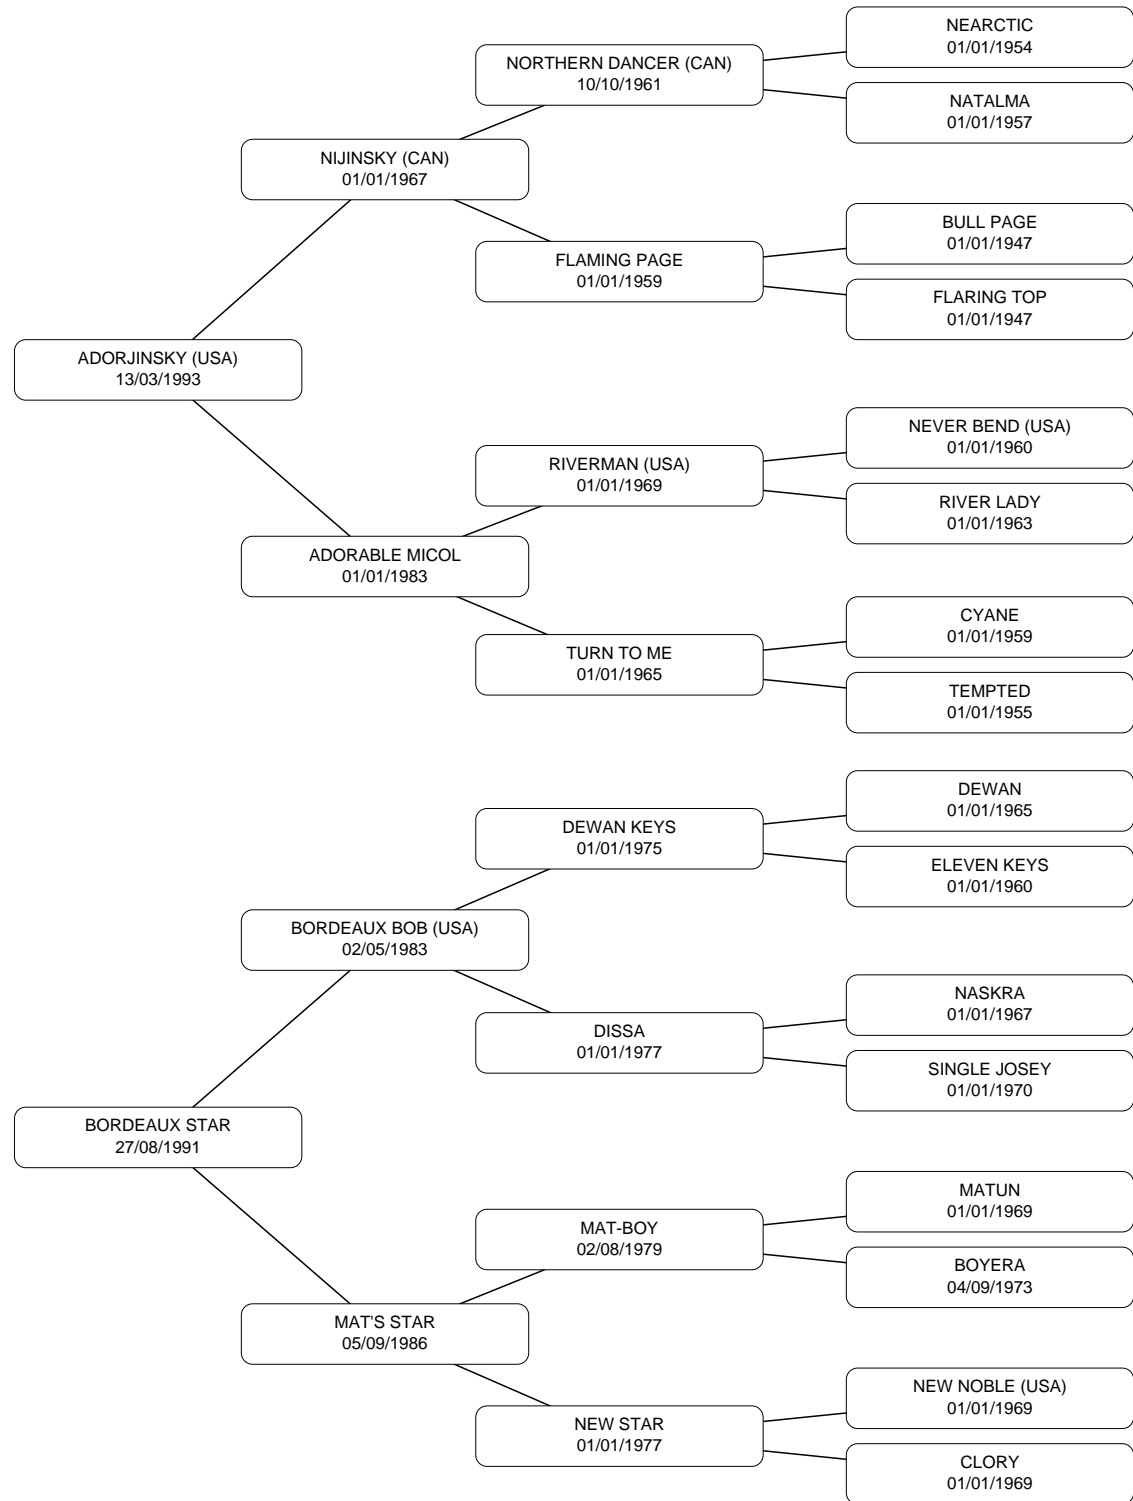 NEARCTIC
01/01/1954
NORTHERN DANCER (CAN)
10/10/1961
NATALMA
01/01/1957
NIJINSKY (CAN)
01/01/1967
BULL PAGE
01/01/1947
FLAMING PAGE
01/01/1959
FLARING TOP
01/01/1947
ADORJINSKY (USA)
13/03/1993
NEVER BEND (USA)
01/01/1960
RIVERMAN (USA)
01/01/1969
RIVER LADY
01/01/1963
ADORABLE MICOL
01/01/1983
CYANE
01/01/1959
TURN TO ME
01/01/1965
TEMPTED
01/01/1955
DEWAN
01/01/1965
DEWAN KEYS
01/01/1975
ELEVEN KEYS
01/01/1960
BORDEAUX BOB (USA)
02/05/1983
NASKRA
01/01/1967
DISSA
01/01/1977
SINGLE JOSEY
01/01/1970
BORDEAUX STAR
27/08/1991
MATUN
01/01/1969
MAT-BOY
02/08/1979
BOYERA
04/09/1973
MAT'S STAR
05/09/1986
NEW NOBLE (USA)
01/01/1969
NEW STAR
01/01/1977
CLORY
01/01/1969